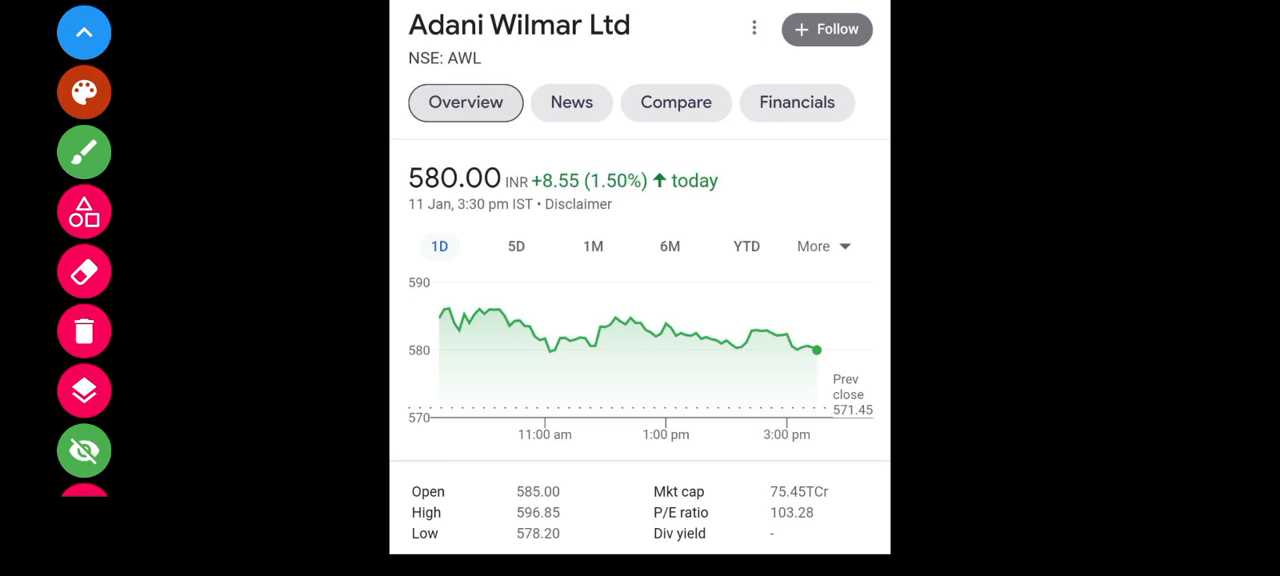 Adani Wilmar Ltd
+ Follow
NSE: AWL
Overview News Compare Financials
580.00 INR +8.55 (1.50%) ↑ today
11 Jan, 3:30 pm IST • Disclaimer
1D 5D 1M 6M YTD More
590
580
570
Prev
close
571.45
11:00 am 1:00 pm 3:00 pm
Open 585.00 Mkt cap 75.45TCr
High 596.85 P/E ratio 103.28
Low 578.20 Div yield -